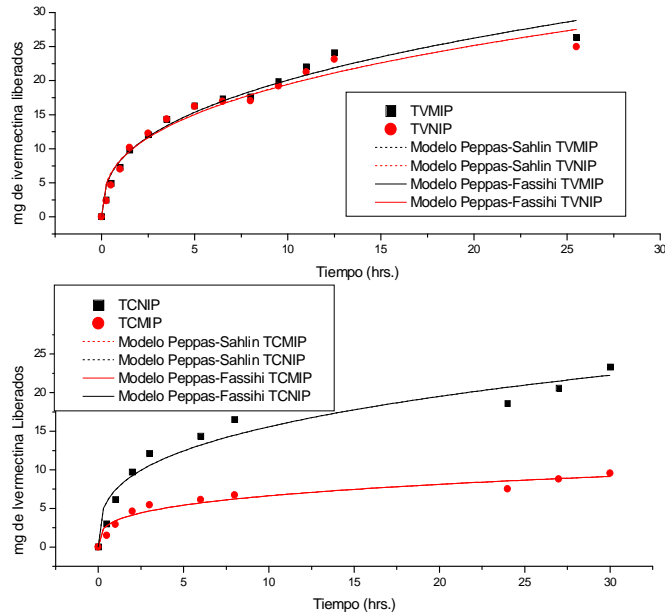 30
25
20
15
10
5
0
mg de ivermectina liberados
TVMIP
TVNIP
Modelo Peppas-Sahlin TVMIP
Modelo Peppas-Sahlin TVNIP
Modelo Peppas-Fassihi TVMIP
Modelo Peppas-Fassihi TVNIP
0 5 10 15 20 25 30
Tiempo (hrs.)
TCNIP
TCMIP
Modelo Peppas-Sahlin TCMIP
Modelo Peppas-Sahlin TCNIP
Modelo Peppas-Fassihi TCMIP
Modelo Peppas-Fassihi TCNIP
25
20
15
10
5
0
mg de Ivermectina Liberados
0 5 10 15 20 25 30
Tiempo (hrs.)